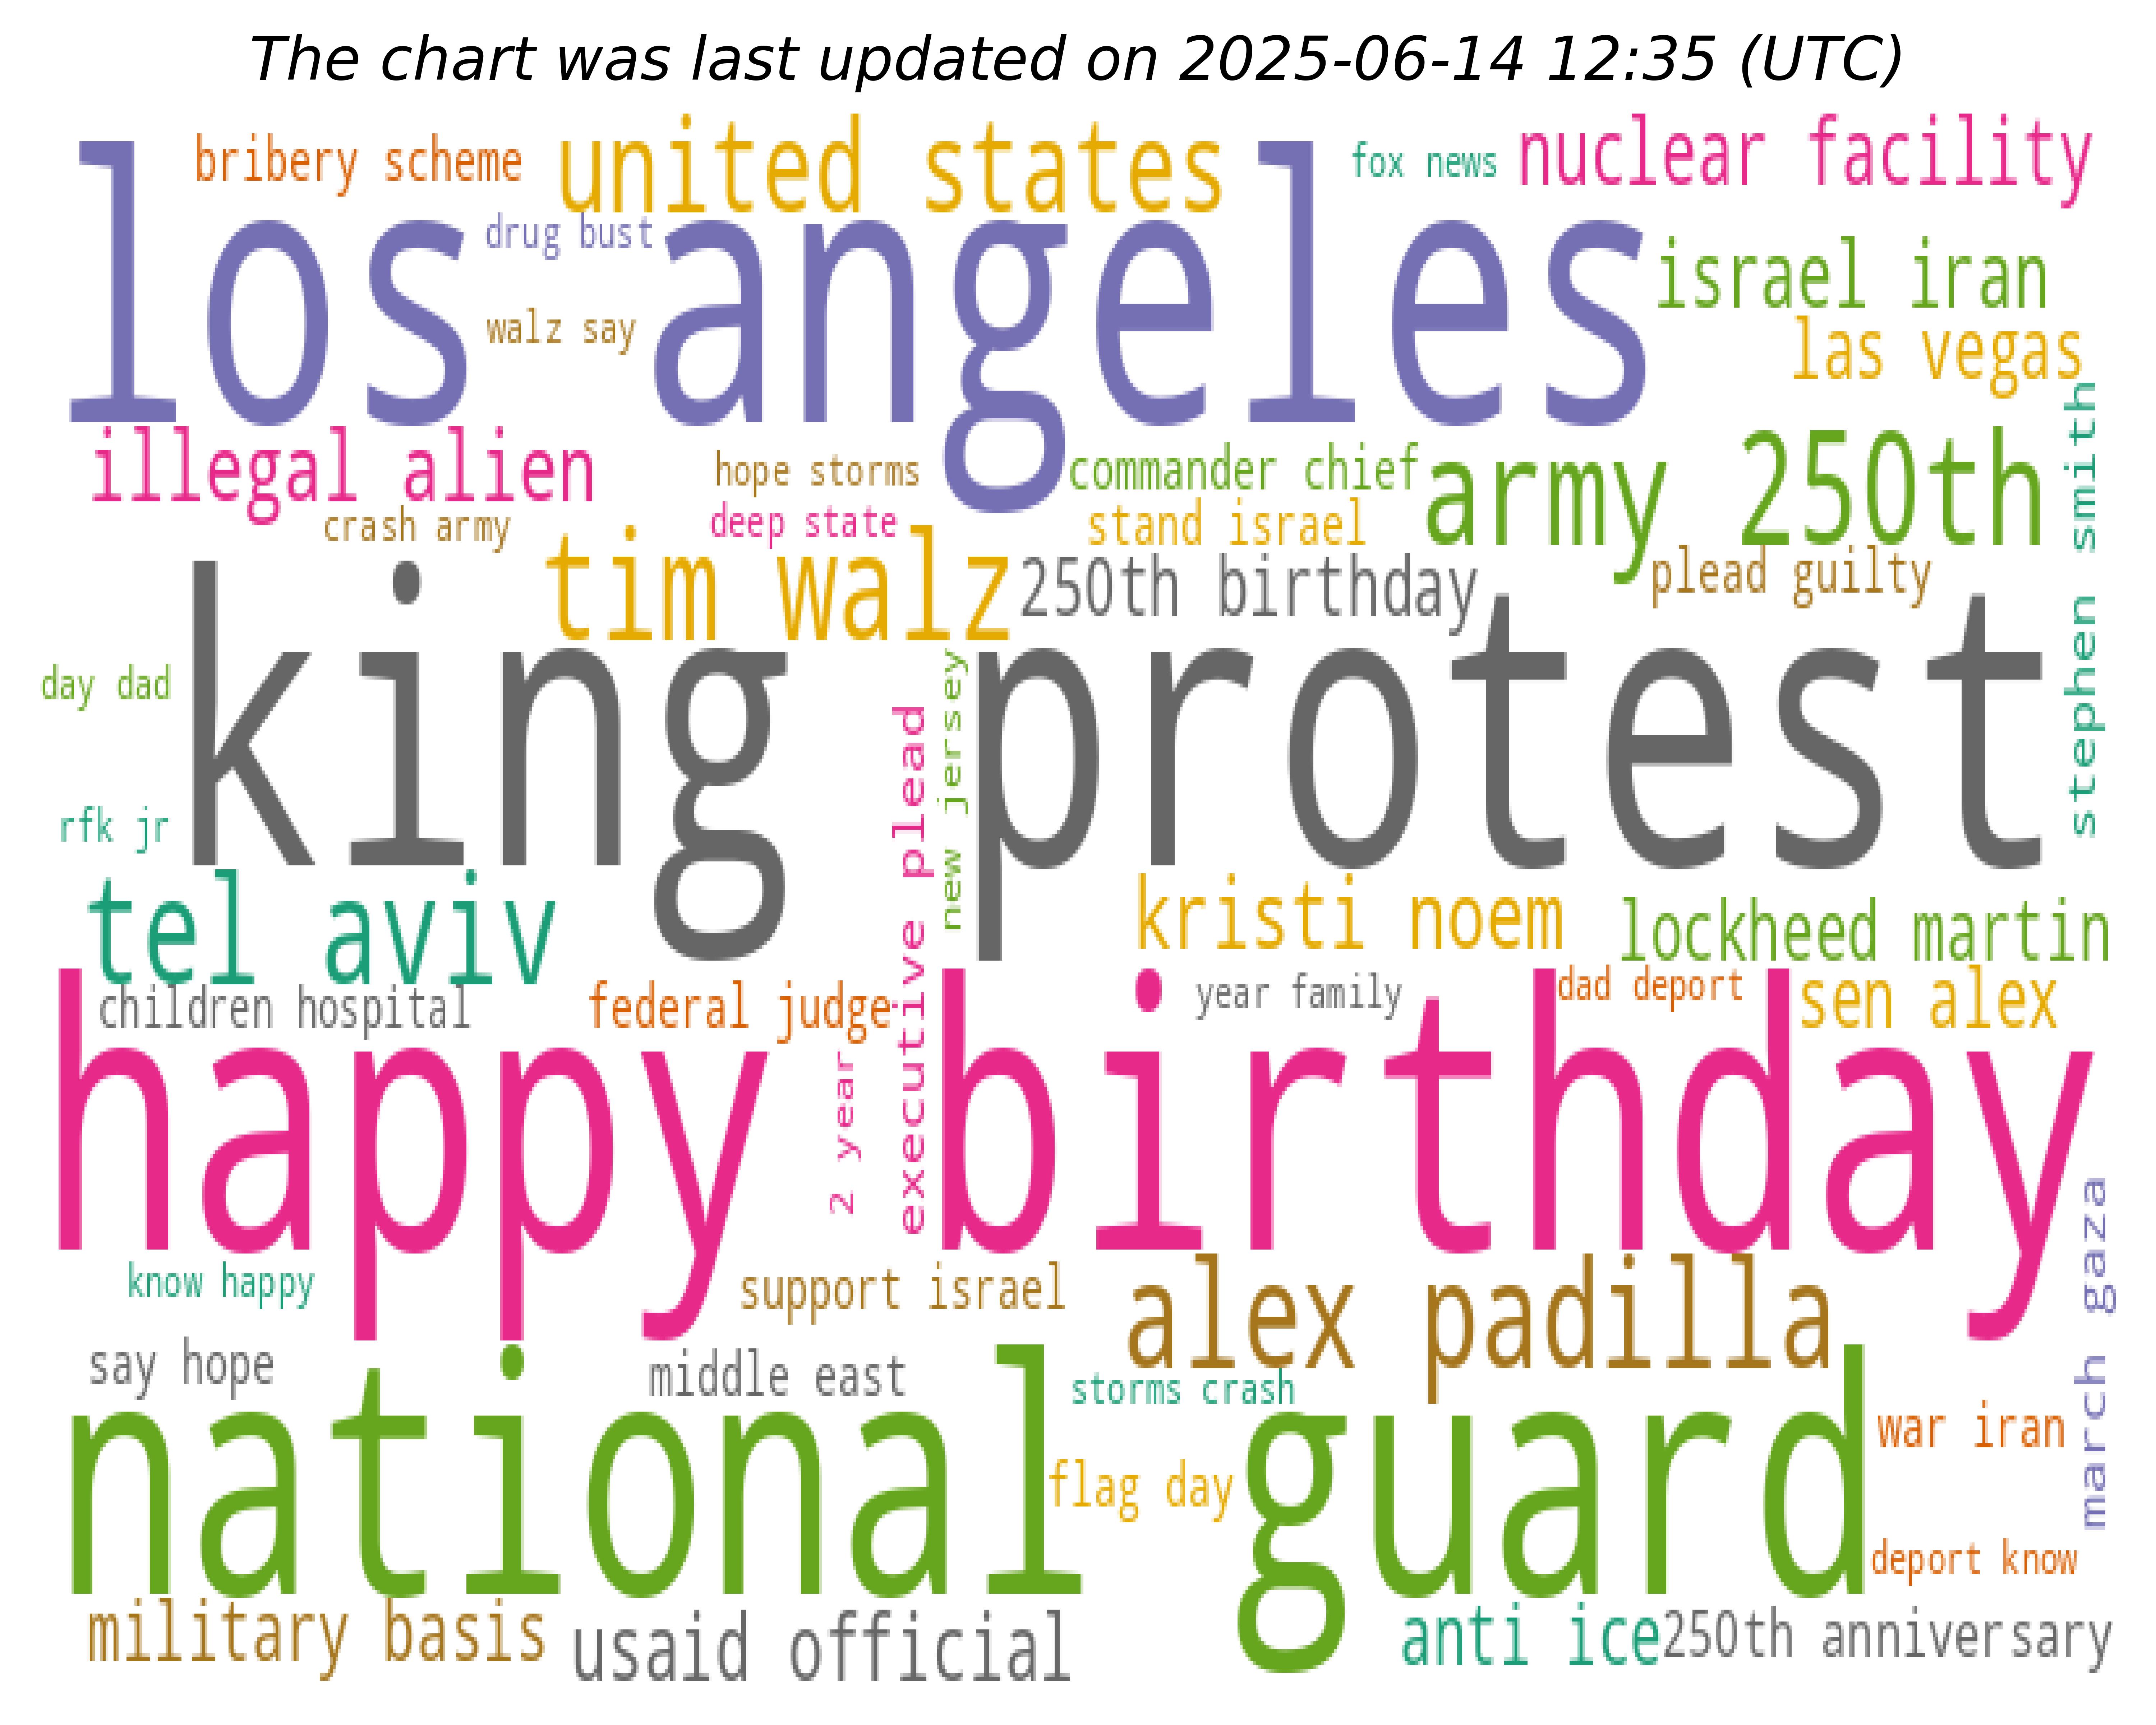 The chart was last updated on 2025-06-14 12:35 (UTC)
bribery scheme
united states
fox news
nuclear facility
los angeles
drug bust
israel iran
walz say
las vegas
illegal alien
hope storms
commander chief
army 250th
stephen smith
crash army
deep state
stand israel
tim walz
250th birthday
plead guilty
king protest
day dad
new jersey
executive plead
rfk jr
tel aviv
kristi noem
lockheed martin
children hospital
federal judge
year family
dad deport
sen alex
happy birthday
2 year
march gaza
know happy
support israel
alex padilla
say hope
middle east
storms crash
national guard
war iran
flag day
deport know
military basis
usaid official
anti ice
250th anniversary